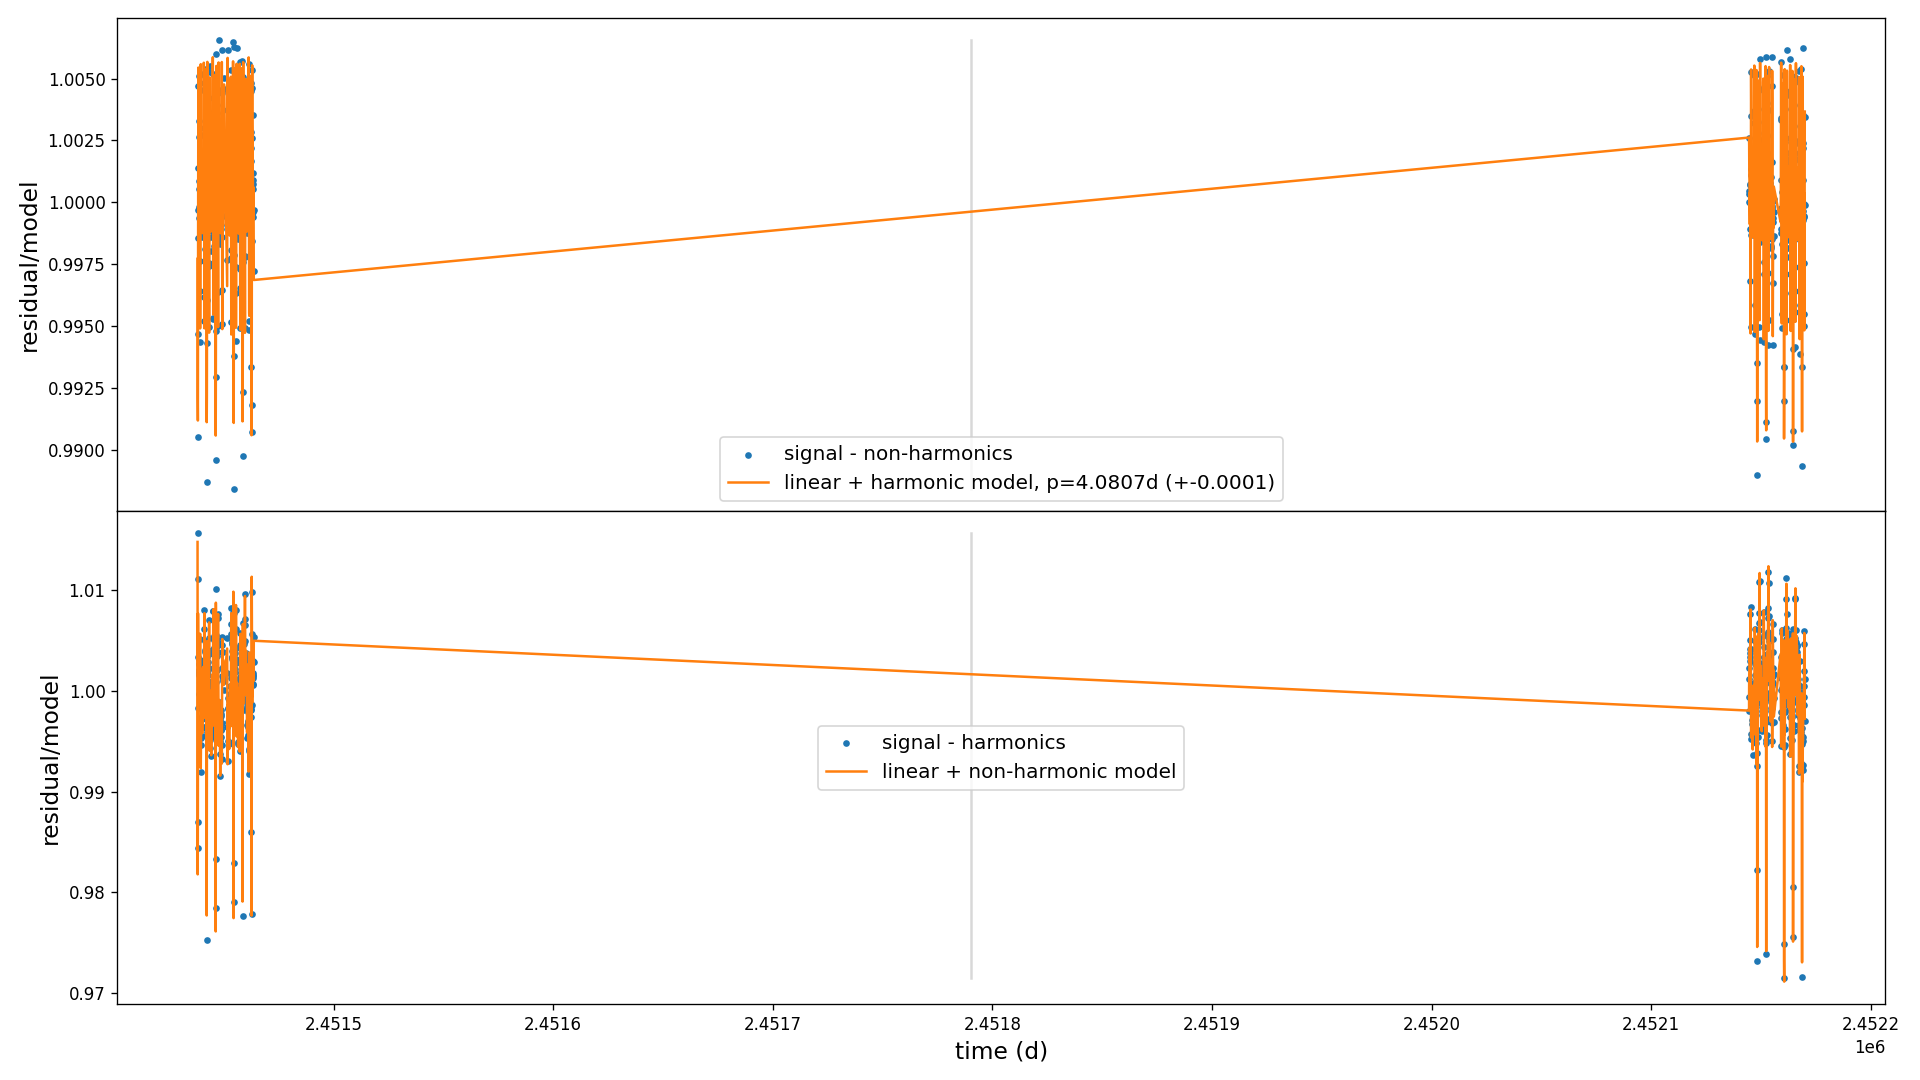 1.0050
1.0025
1.0000
0.9975
0.9950
0.9925
0.9900
residual/model
signal - non-harmonics
linear + harmonic model, p=4.0807d (+-0.0001)
1.01
1.00
0.99
0.98
0.97
residual/model
signal - harmonics
linear + non-harmonic model
2.4515 2.4516 2.4517 2.4518 2.4519 2.4520 2.4521 2.4522
1e6
time (d)